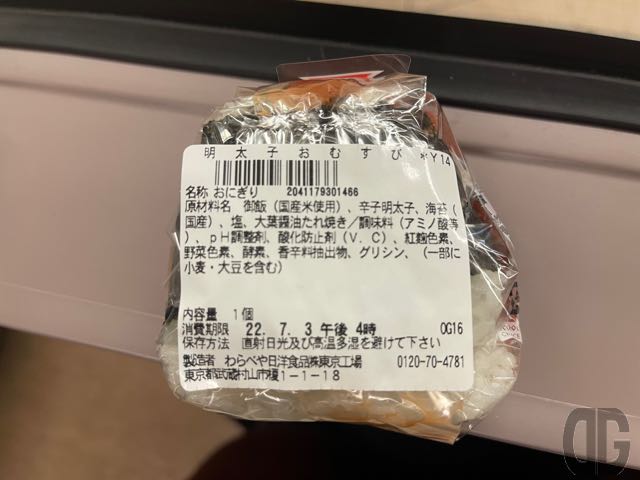 明太子おむすび ＊Y14
名称 おにぎり 2041179301466
原材料名 御飯（国産米使用）、辛子明太子、海苔（
国産）、塩、大葉醤油たれ焼き／調味料（アミノ酸等
）、ｐＨ調整剤、酸化防止剤（V．C）、紅麹色素、
野菜色素、酵素、香辛料抽出物、グリシン、（一部に
小麦・大豆を含む）
内容量 1個
消費期限 22. 7. 3 午後 4時 OG16
保存方法 直射日光及び高温多湿を避けて下さい
製造者 わらべや日洋食品株東京工場 0120-70-4781
東京都武蔵村山市榎1－1－18
DG